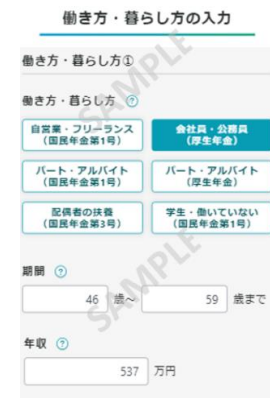 働き方・暮らし方の入力
働き方・暮らし方①
働き方・暮らし方 ?
自営業・フリーランス
(国民年金第1号)
会社員・公務員
(厚生年金)
パート・アルバイト
(国民年金第1号)
パート・アルバイト
(厚生年金)
配偶者の扶養
(国民年金第3号)
学生・働いていない
(国民年金第1号)
期間 ?
46 歳~ 59 歳まで
年収 ?
537 万円
SAMPLE
SAMPLE
SAMPLE